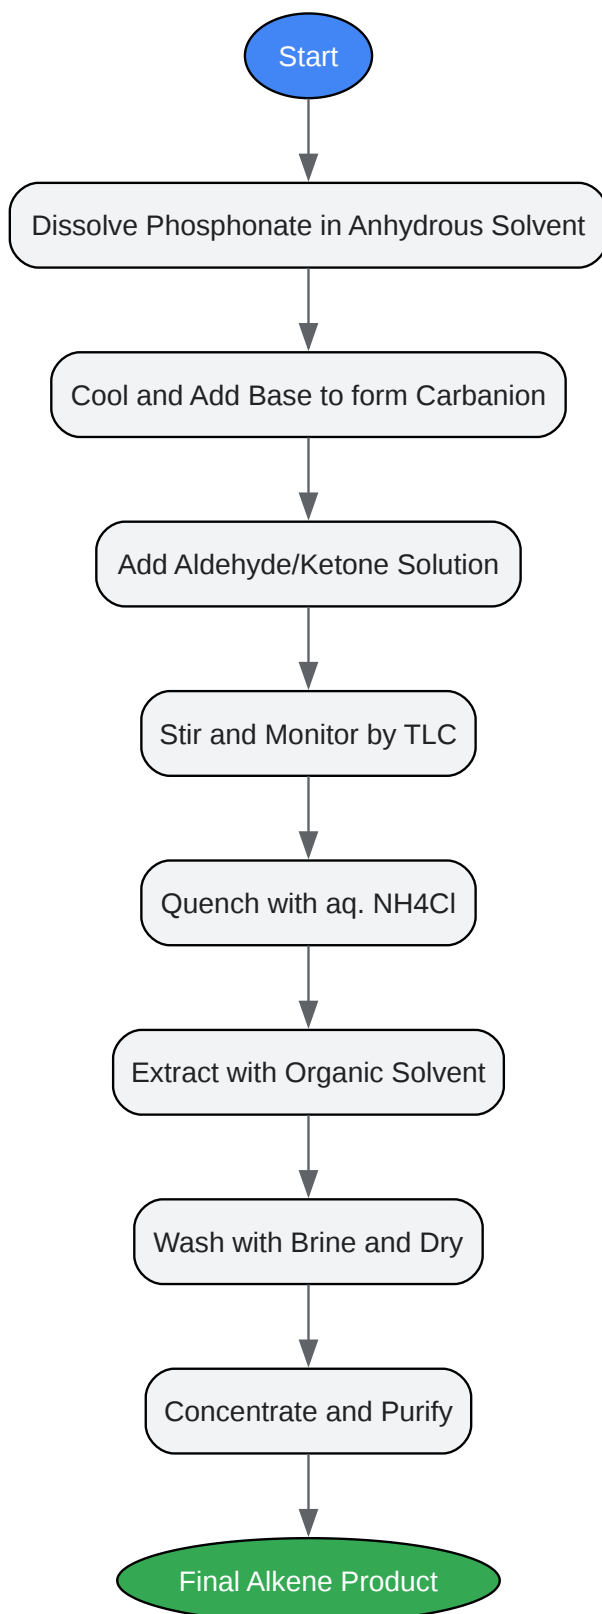 Start
Dissolve Phosphonate in Anhydrous Solvent
Cool and Add Base to form Carbanion
Add Aldehyde/Ketone Solution
Stir and Monitor by TLC
Quench with aq. NH4Cl
Extract with Organic Solvent
Wash with Brine and Dry
Concentrate and Purify
Final Alkene Product